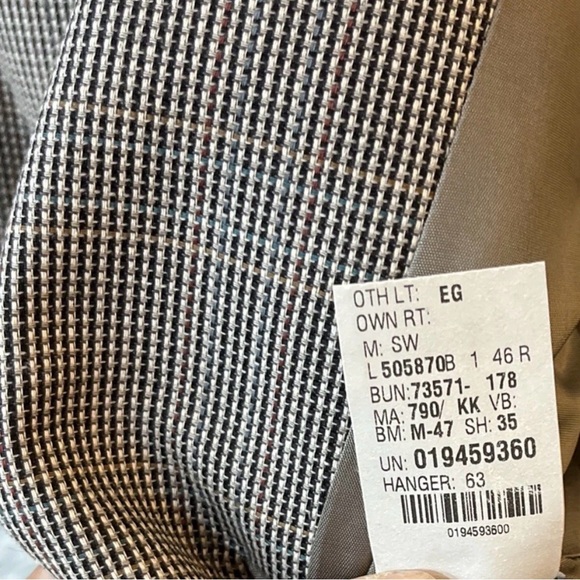 OTH LT: EG
OWN RT:
M: SW
L 505870B 1 46 R
BUN:73571- 178
MA: 790/ KK VB:
BM: M-47 SH: 35
UN: 019459360
HANGER: 63
0194593600